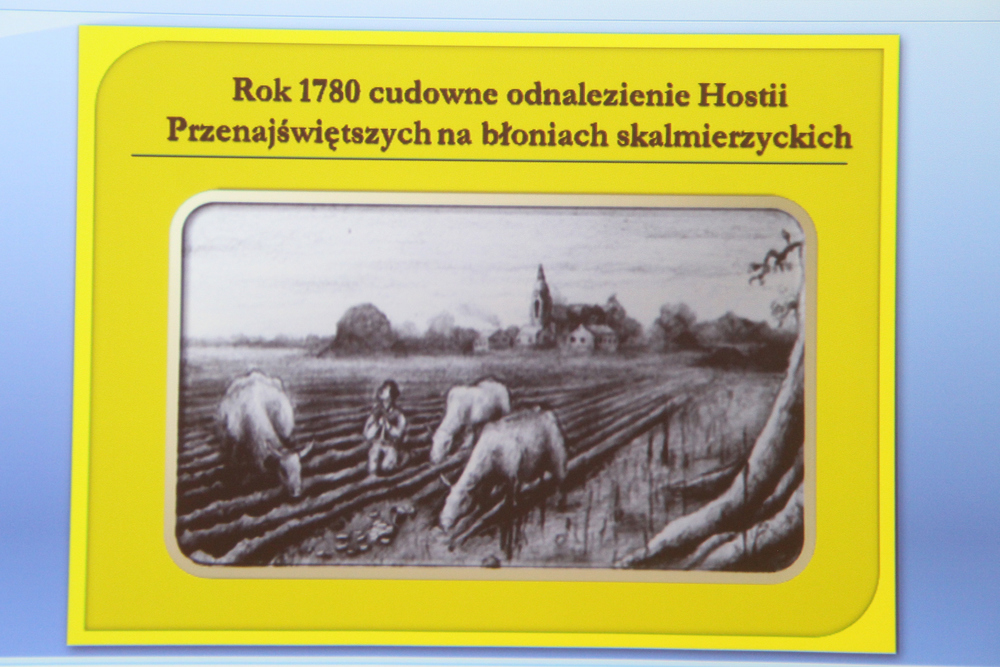 Rok 1780 cudowne odnalezienie Hostii
Przenajświętszych na błoniach skalmierzyckich